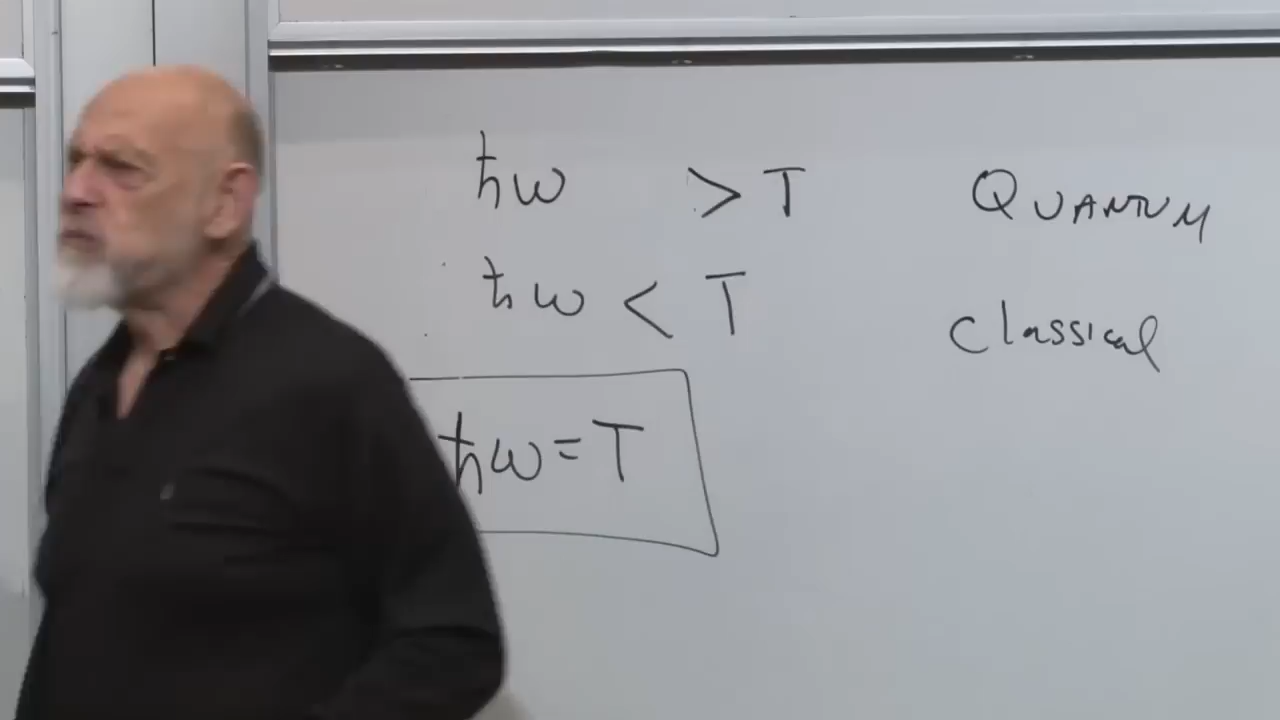 ħω > T QUANTUM
ħω < T Classical
ħω = T